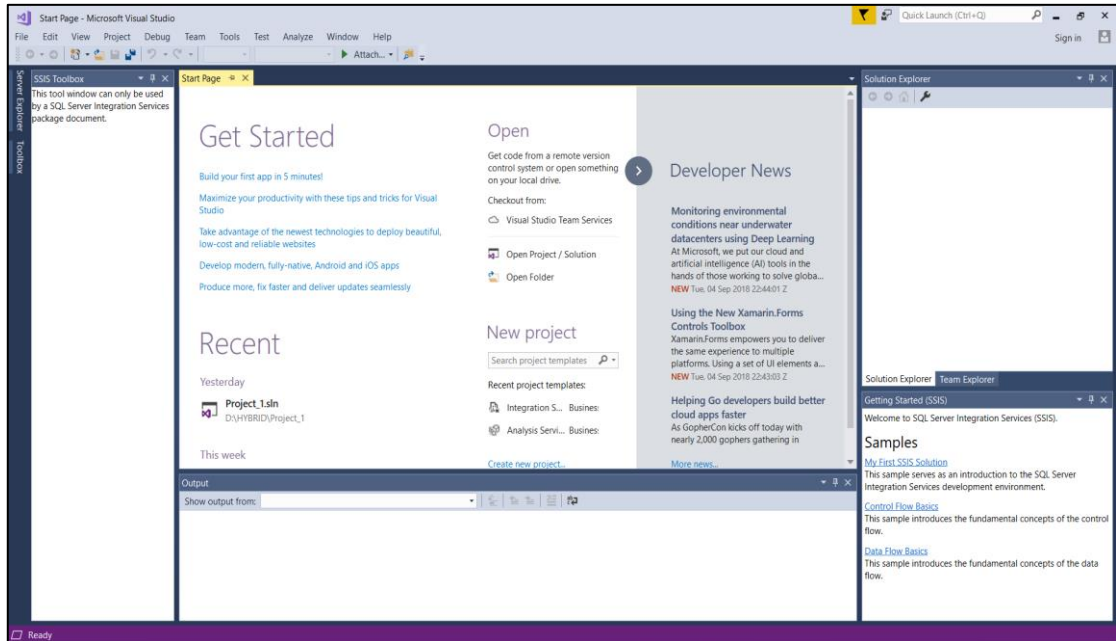 Start Page - Microsoft Visual Studio
Quick Launch (Ctrl+Q)
File Edit View Project Debug Team Tools Test Analyze Window Help
Sign in
Attach...
Server Explorer
Toolbox
SSIS Toolbox
This tool window can only be used
by a SQL Server Integration Services
package document.
Start Page
Get Started
Build your first app in 5 minutes!
Maximize your productivity with these tips and tricks for Visual
Studio
Take advantage of the newest technologies to deploy beautiful,
low-cost and reliable websites
Develop modern, fully-native, Android and iOS apps
Produce more, fix faster and deliver updates seamlessly
Recent
Yesterday
Project_1.sln
D:\HYBRID\Project_1
This week
Open
Get code from a remote version
control system or open something
on your local drive.
Checkout from:
Visual Studio Team Services
Open Project / Solution
Open Folder
New project
Search project templates
Recent project templates:
Integration S... Busines
Analysis Servi... Busines
Create new project...
Developer News
Monitoring environmental
conditions near underwater
datacenters using Deep Learning
At Microsoft, we put our cloud and
artificial intelligence (AI) tools in the
hands of those working to solve globa...
NEW Tue, 04 Sep 2018 22:44:01 Z
Using the New Xamarin.Forms
Controls Toolbox
Xamarin.Forms empowers you to deliver
the same experience to multiple
platforms. Using a set of UI elements a...
NEW Tue, 04 Sep 2018 22:43:03 Z
Helping Go developers build better
cloud apps faster
As GopherCon kicks off today with
nearly 2,000 gophers gathering in
More news...
Output
Show output from:
Solution Explorer
Solution Explorer Team Explorer
Getting Started (SSIS)
Welcome to SQL Server Integration Services (SSIS).
Samples
My First SSIS Solution
This sample serves as an introduction to the SQL Server
Integration Services development environment.
Control Flow Basics
This sample introduces the fundamental concepts of the control
flow.
Data Flow Basics
This sample introduces the fundamental concepts of the data
flow.
Ready